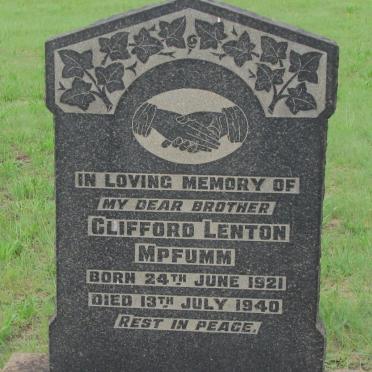 IN LOVING MEMORY OF
MY DEAR BROTHER
CLIFFORD LENTON
MPFUMM
BORN 24TH JUNE 1921
DIED 13TH JULY 1940
REST IN PEACE.